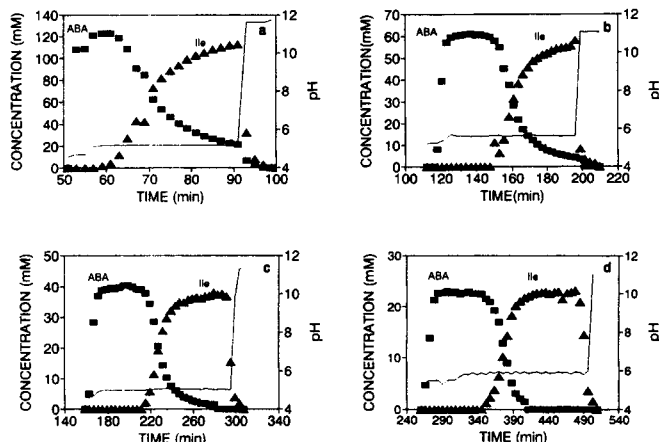 140 120 100 80 60 40 20 0
CONCENTRATION (mM)
ABA
Ile
a
12 10 8 6 4
pH
50 60 70 80 90 100
TIME (min)
70 60 50 40 30 20 10 0
CONCENTRATION(mM)
ABA
Ile
b
12 10 8 6 4
pH
100 120 140 160 180 200 220
TIME (min)
50 40 30 20 10 0
CONCENTRATION (mM)
ABA
Ile
c
12 10 8 6 4
pH
140 180 220 260 300 340
TIME (min)
30 20 10 0
CONCENTRATION (mM)
ABA
Ile
d
12 10 8 6 4
pH
240 290 340 390 440 490 540
TIME (min)